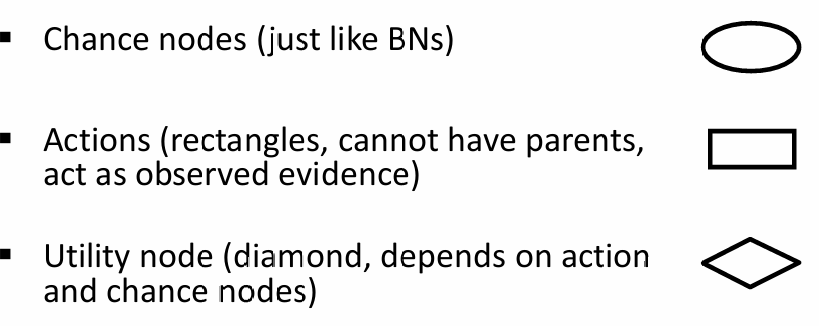 ▪ Chance nodes (just like BNs)
▪ Actions (rectangles, cannot have parents,
act as observed evidence)
▪ Utility node (diamond, depends on action
and chance nodes)